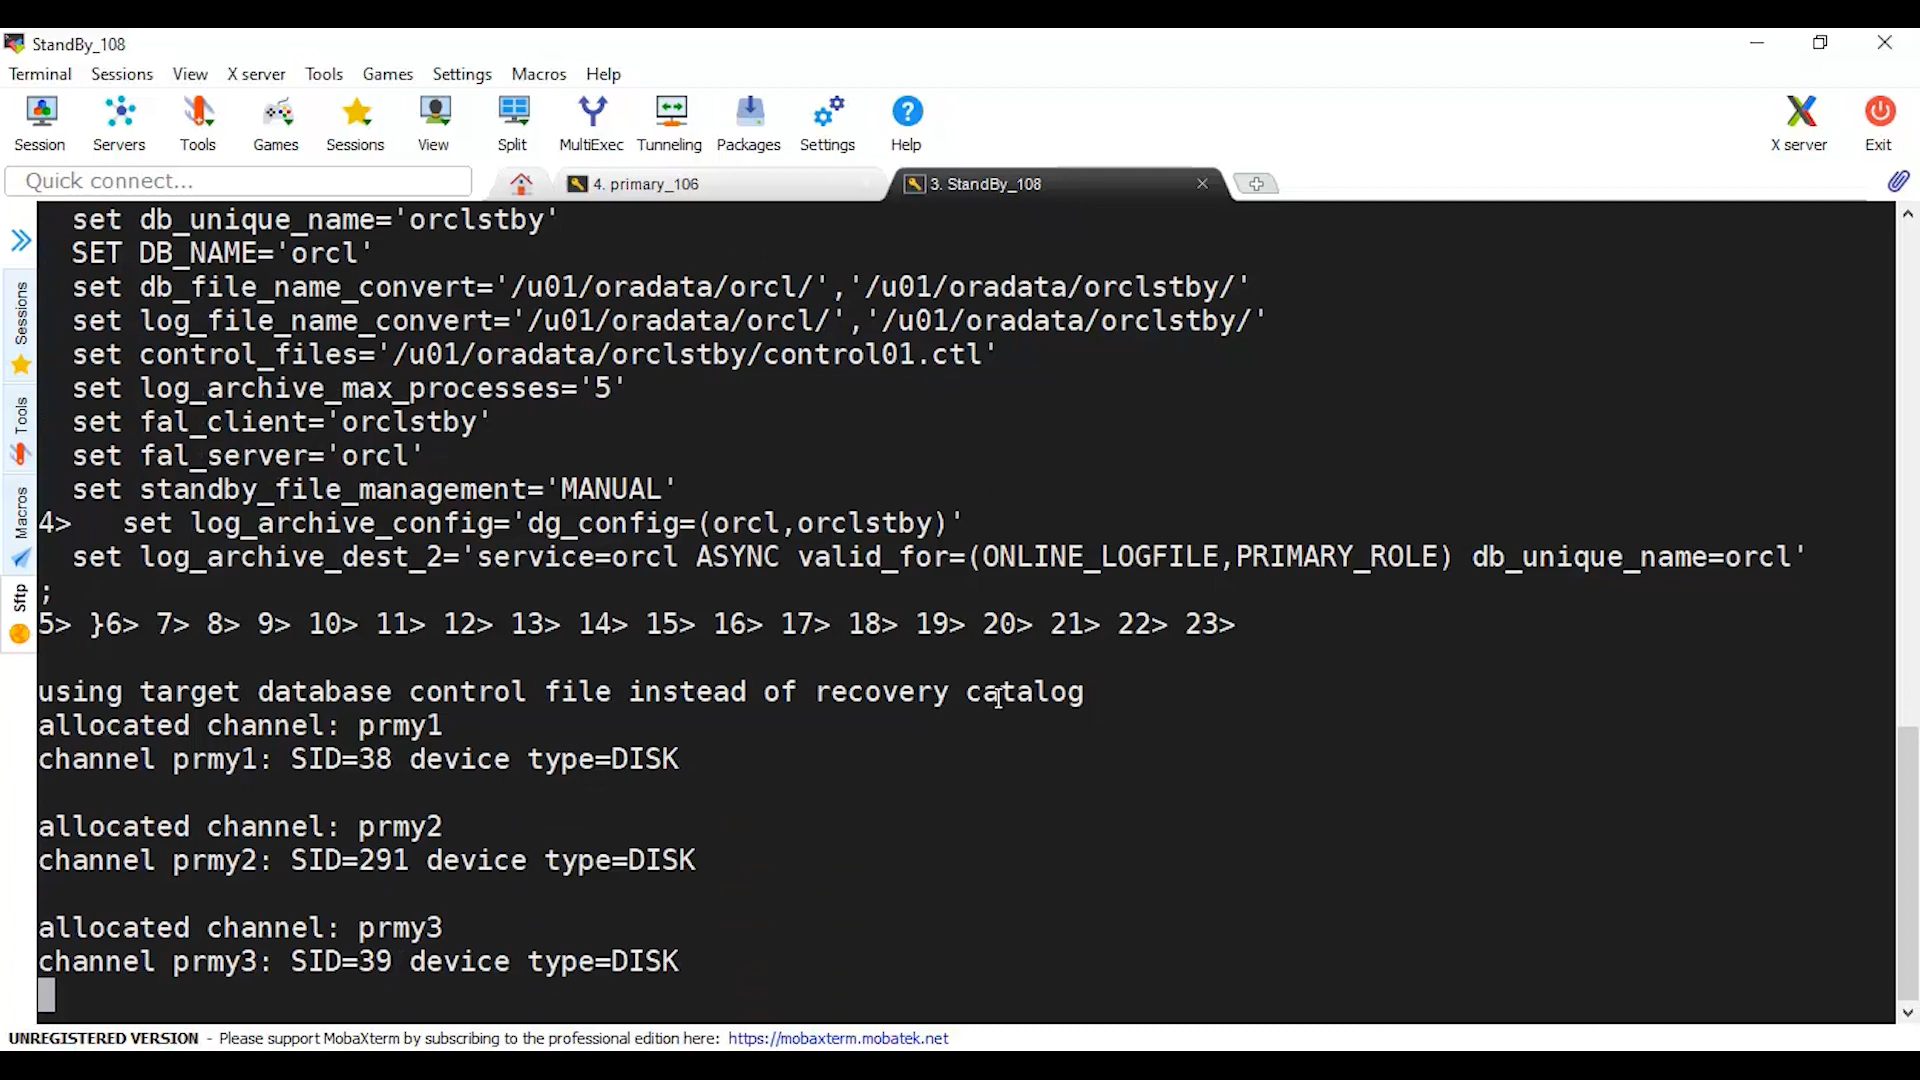 StandBy_108
Terminal Sessions View X server Tools Games Settings Macros Help
Session Servers Tools Games Sessions View Split MultiExec Tunneling Packages Settings Help X server Exit
Quick connect...
4. primary_106
3. StandBy_108
Sessions
Tools
Macros
Sftp
set db_unique_name='orclstby'
SET DB_NAME='orcl'
set db_file_name_convert='/u01/oradata/orcl/','/u01/oradata/orclstby/'
set log_file_name_convert='/u01/oradata/orcl/','/u01/oradata/orclstby/'
set control_files='/u01/oradata/orclstby/control01.ctl'
set log_archive_max_processes='5'
set fal_client='orclstby'
set fal_server='orcl'
set standby_file_management='MANUAL'
4>   set log_archive_config='dg_config=(orcl,orclstby)'
set log_archive_dest_2='service=orcl ASYNC valid_for=(ONLINE_LOGFILE,PRIMARY_ROLE) db_unique_name=orcl'
;
5> }6> 7> 8> 9> 10> 11> 12> 13> 14> 15> 16> 17> 18> 19> 20> 21> 22> 23>
using target database control file instead of recovery catalog
allocated channel: prmy1
channel prmy1: SID=38 device type=DISK
allocated channel: prmy2
channel prmy2: SID=291 device type=DISK
allocated channel: prmy3
channel prmy3: SID=39 device type=DISK
UNREGISTERED VERSION - Please support MobaXterm by subscribing to the professional edition here: https://mobaxterm.mobatek.net